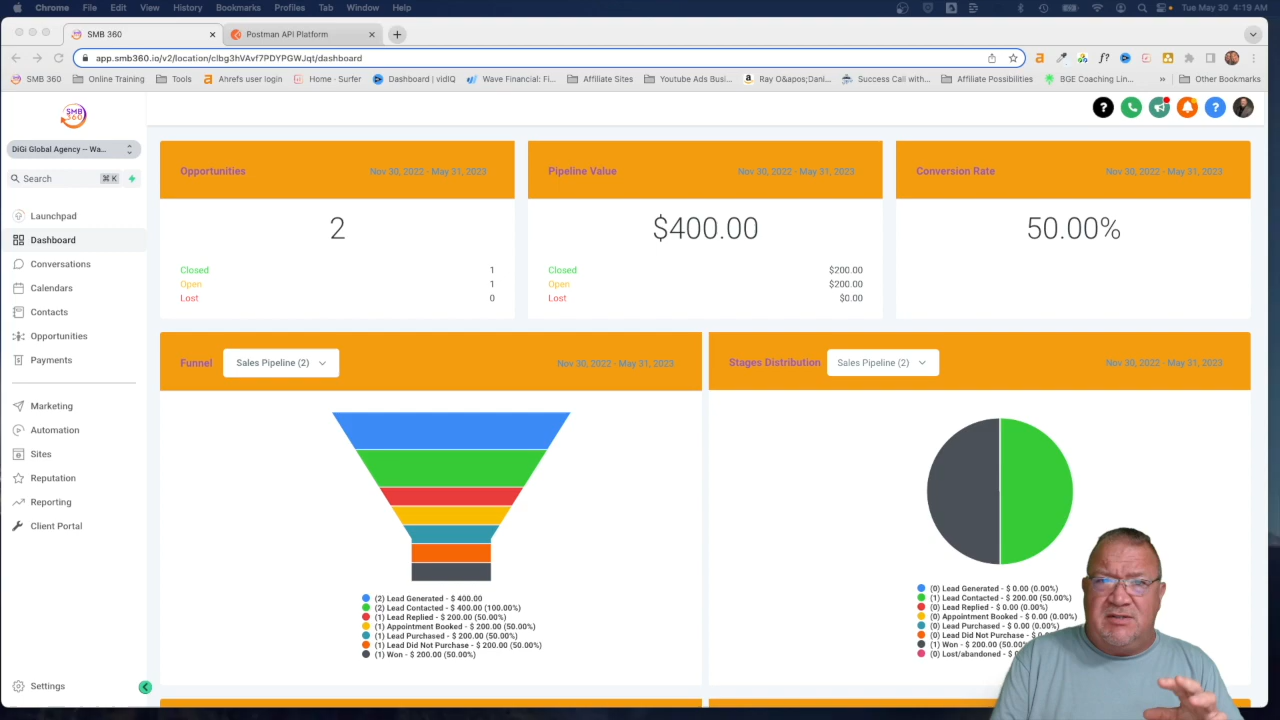 Chrome File Edit View History Bookmarks Profiles Tab Window Help
Tue May 30 4:19 AM
SMB 360
Postman API Platform
app.smb360.io/v2/location/clbg3hVAvf7PDYPGWJqt/dashboard
SMB 360 Online Training Tools Ahrefs user login Home · Surfer Dashboard | vidIQ Wave Financial: Fi... Affiliate Sites Youtube Ads Busi... Ray O&apos;Dani... Success Call with... Affiliate Possibilities BGE Coaching Lin... » Other Bookmarks
SMB
360
DiGi Global Agency -- Wa...
Search ⌘ K
Launchpad
Dashboard
Conversations
Calendars
Contacts
Opportunities
Payments
Marketing
Automation
Sites
Reputation
Reporting
Client Portal
Settings
Opportunities Nov 30, 2022 - May 31, 2023
2
Closed 1
Open 1
Lost 0
Pipeline Value Nov 30, 2022 - May 31, 2023
$400.00
Closed $200.00
Open $200.00
Lost $0.00
Conversion Rate Nov 30, 2022 - May 31, 2023
50.00%
Funnel Sales Pipeline (2) Nov 30, 2022 - May 31, 2023
(2) Lead Generated - $ 400.00
(2) Lead Contacted - $ 400.00 (100.00%)
(1) Lead Replied - $ 200.00 (50.00%)
(1) Appointment Booked - $ 200.00 (50.00%)
(1) Lead Purchased - $ 200.00 (50.00%)
(1) Lead Did Not Purchase - $ 200.00 (50.00%)
(1) Won - $ 200.00 (50.00%)
Stages Distribution Sales Pipeline (2) Nov 30, 2022 - May 31, 2023
(0) Lead Generated - $ 0.00 (0.00%)
(1) Lead Contacted - $ 200.00 (50.00%)
(0) Lead Replied - $ 0.00 (0.00%)
(0) Appointment Booked - $ 0.00 (0.00%)
(0) Lead Purchased - $ 0.00 (0.00%)
(0) Lead Did Not Purchase - $ 0.0
(1) Won - $ 200.00 (50.00%
(0) Lost/abandoned - $